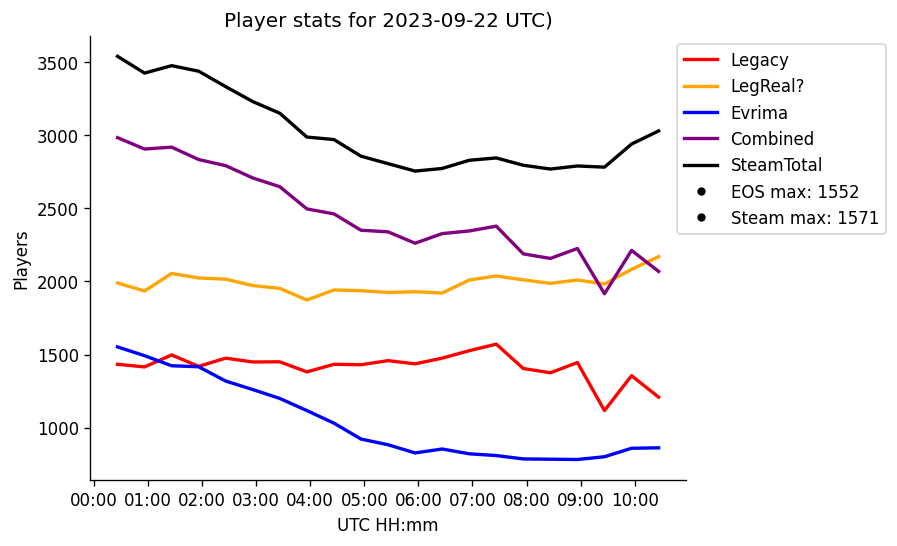 Player stats for 2023-09-22 UTC)
Legacy
LegReal?
Evrima
Combined
SteamTotal
EOS max: 1552
Steam max: 1571
Players
3500
3000
2500
2000
1500
1000
00:00 01:00 02:00 03:00 04:00 05:00 06:00 07:00 08:00 09:00 10:00
UTC HH:mm